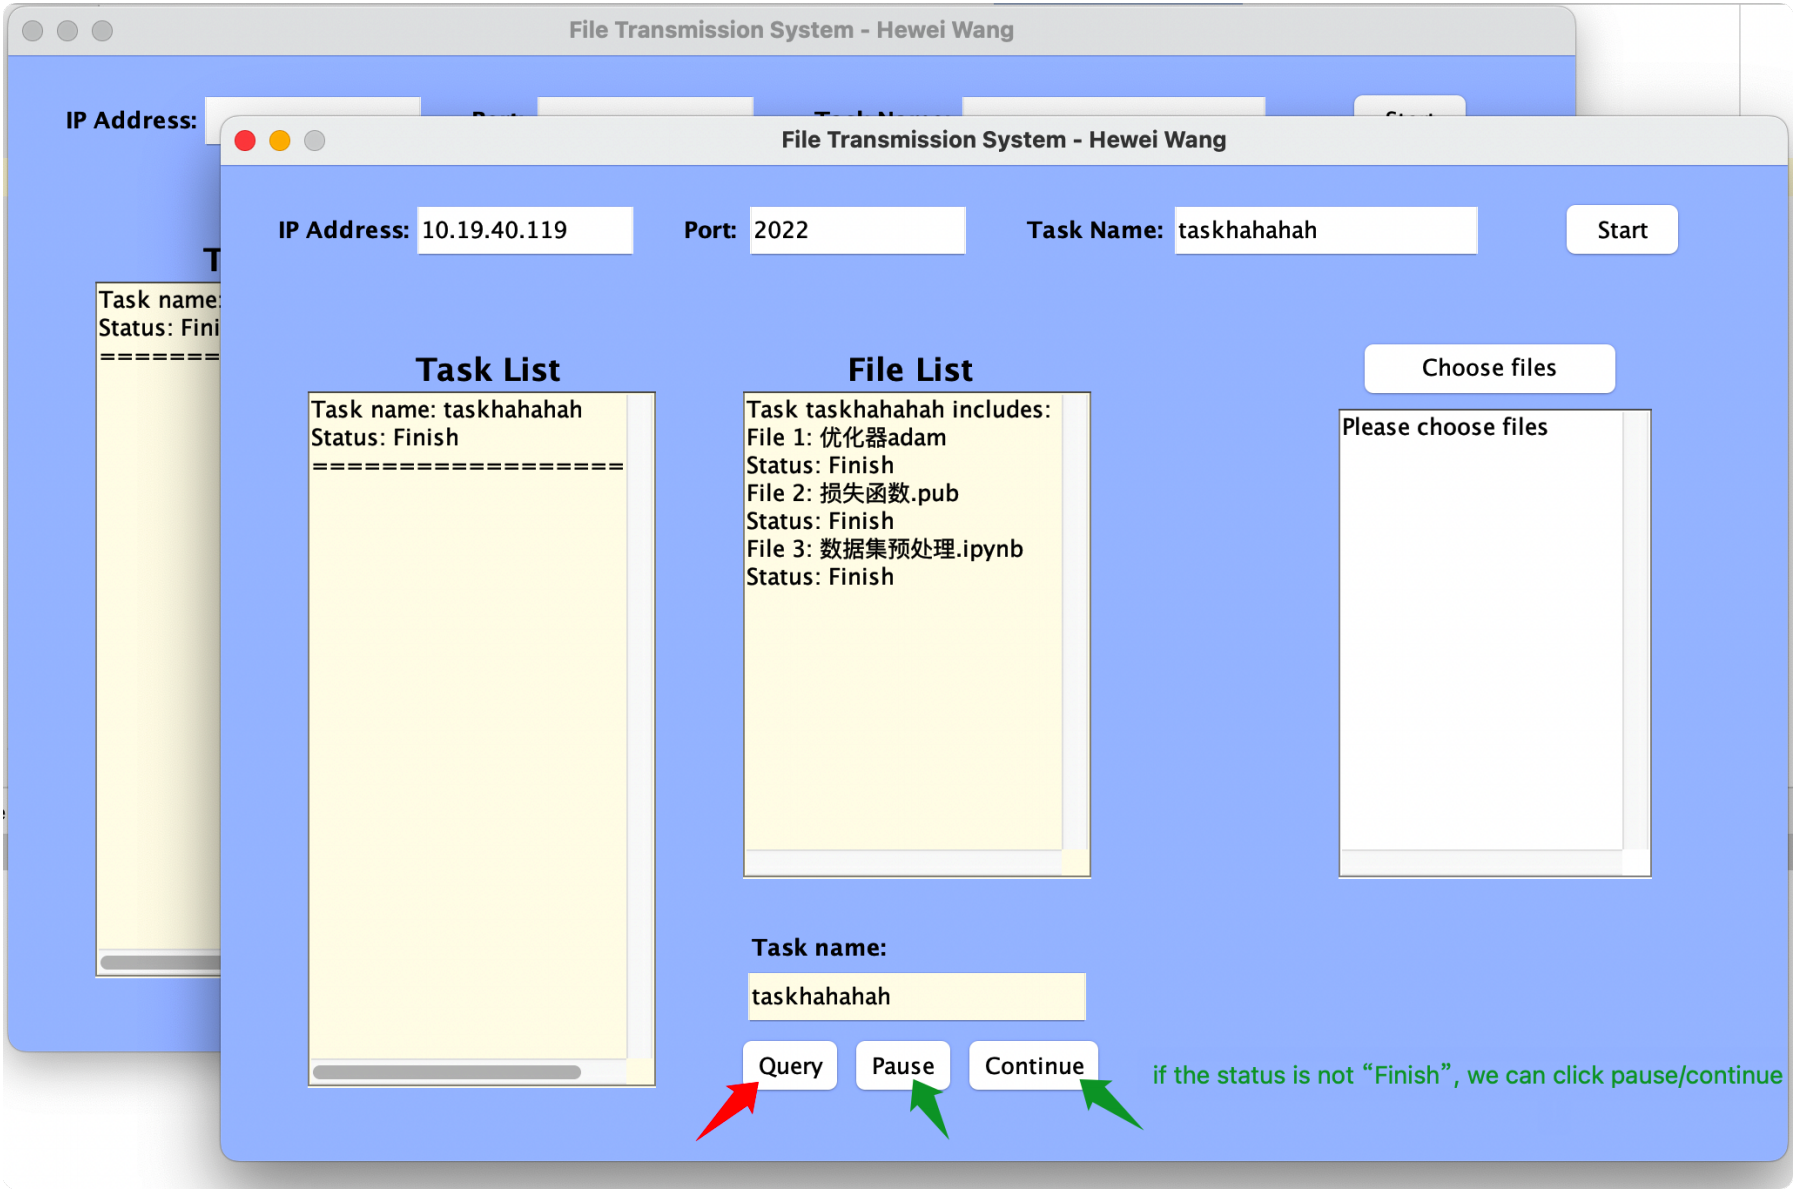 File Transmission System - Hewei Wang
IP Address:
Start
Task name:
Status: Fini
=======
File Transmission System - Hewei Wang
IP Address: 10.19.40.119 Port: 2022 Task Name: taskhahahah Start
Task List
Task name: taskhahahah
Status: Finish
==================
File List
Task taskhahahah includes:
File 1: 优化器adam
Status: Finish
File 2: 损失函数.pub
Status: Finish
File 3: 数据集预处理.ipynb
Status: Finish
Choose files
Please choose files
Task name:
taskhahahah
Query Pause Continue
if the status is not “Finish”, we can click pause/continue